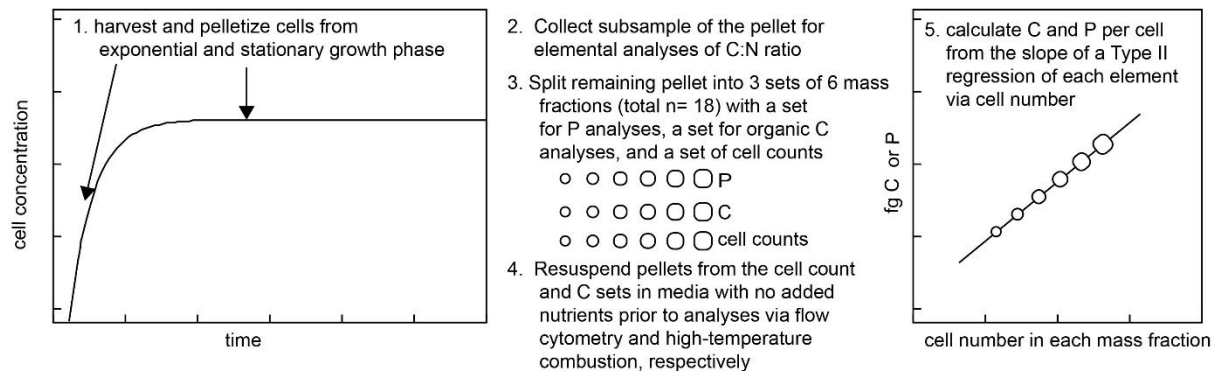 1. harvest and pelletize cells from
exponential and stationary growth phase
cell concentration
time
2. Collect subsample of the pellet for
elemental analyses of C:N ratio
3. Split remaining pellet into 3 sets of 6 mass
fractions (total n= 18) with a set
for P analyses, a set for organic C
analyses, and a set of cell counts
P
C
cell counts
4. Resuspend pellets from the cell count
and C sets in media with no added
nutrients prior to analyses via flow
cytometry and high-temperature
combustion, respectively
5. calculate C and P per cell
from the slope of a Type II
regression of each element
via cell number
fg C or P
cell number in each mass fraction